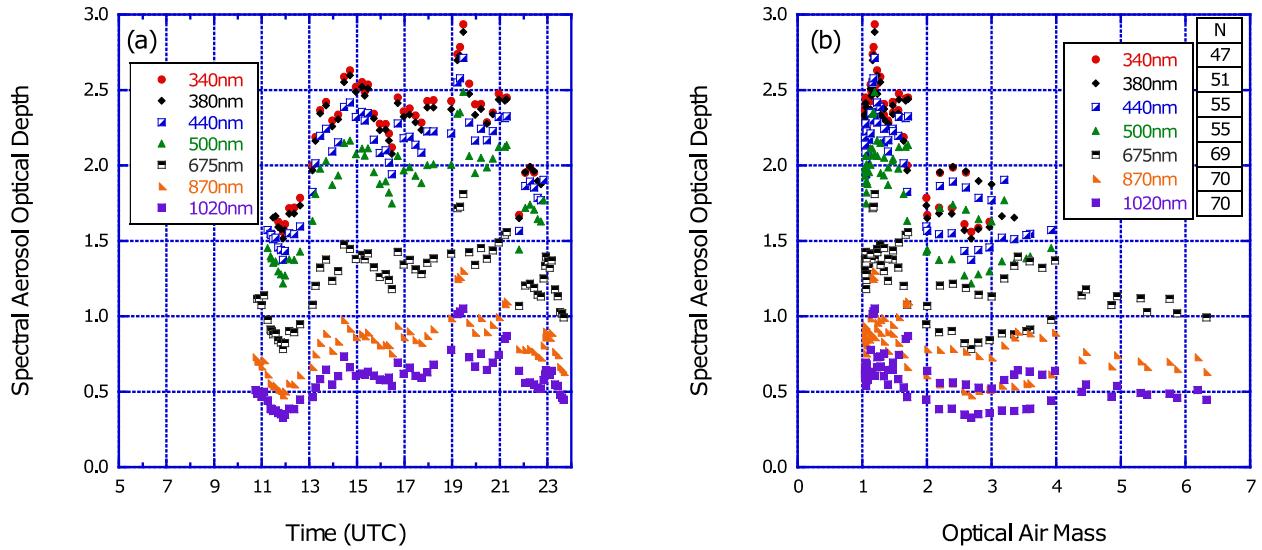 (a)
340nm
380nm
440nm
500nm
675nm
870nm
1020nm
Spectral Aerosol Optical Depth
3.0
2.5
2.0
1.5
1.0
0.5
0.0
5 7 9 11 13 15 17 19 21 23
Time (UTC)
(b)
340nm
380nm
440nm
500nm
675nm
870nm
1020nm
N
47
51
55
55
69
70
70
Spectral Aerosol Optical Depth
3.0
2.5
2.0
1.5
1.0
0.5
0.0
0 1 2 3 4 5 6 7
Optical Air Mass